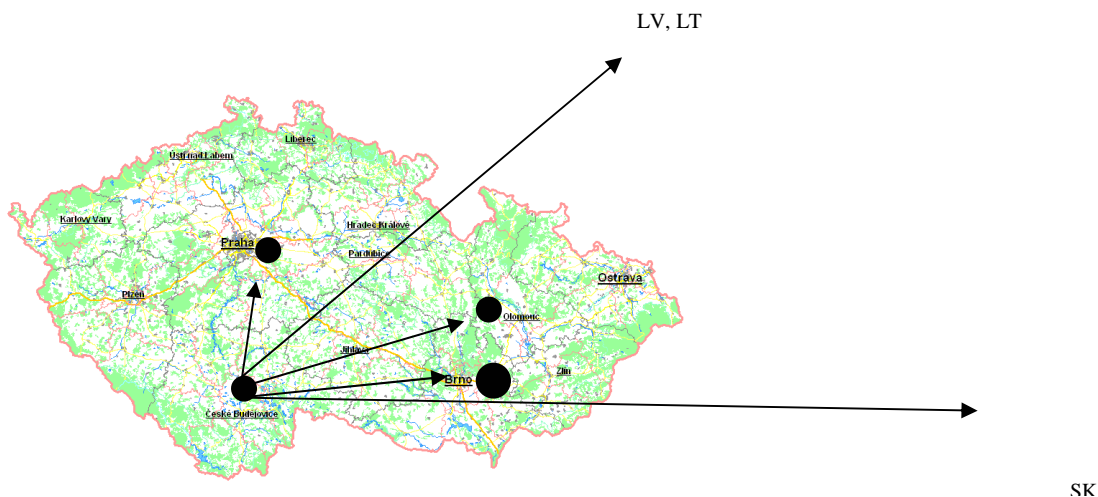 LV, LT
Liberec
Ústí nad Labem
Karlovy Vary
Hradec Králové
Praha
Pardubice
Ostrava
Plzeň
Olomouc
Jihlava
Zlín
Brno
České Budějovice
SK